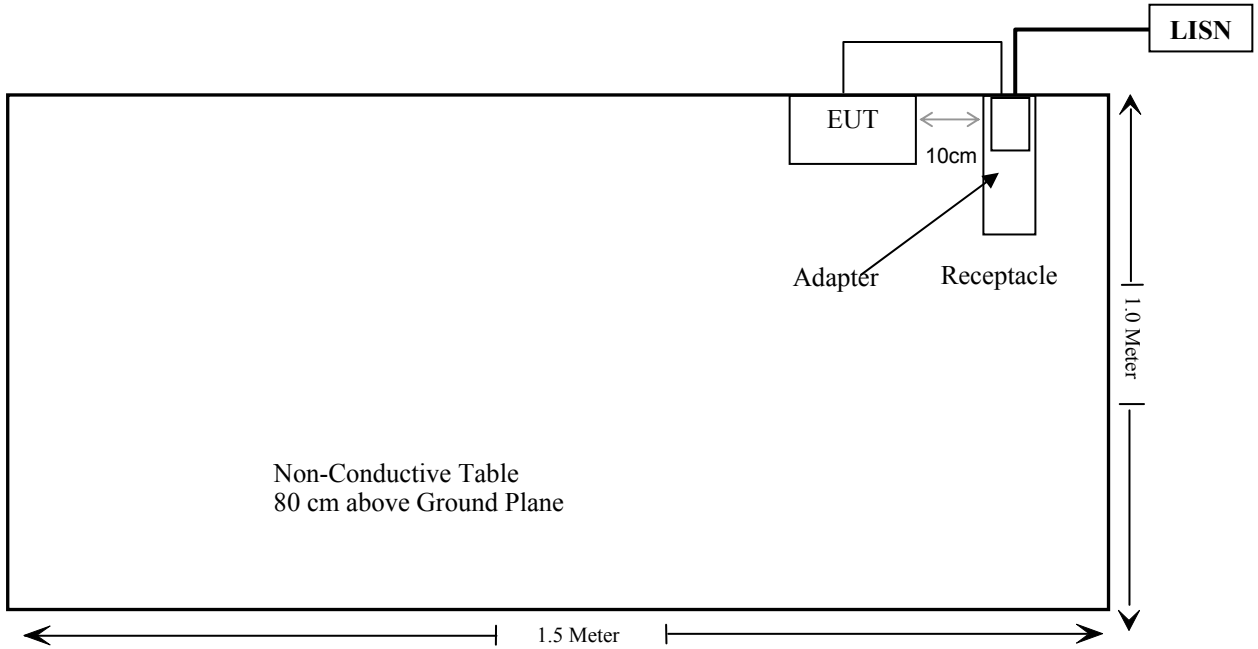 LISN
EUT
10cm
Adapter
Receptacle
1.0 Meter
Non-Conductive Table
80 cm above Ground Plane
1.5 Meter